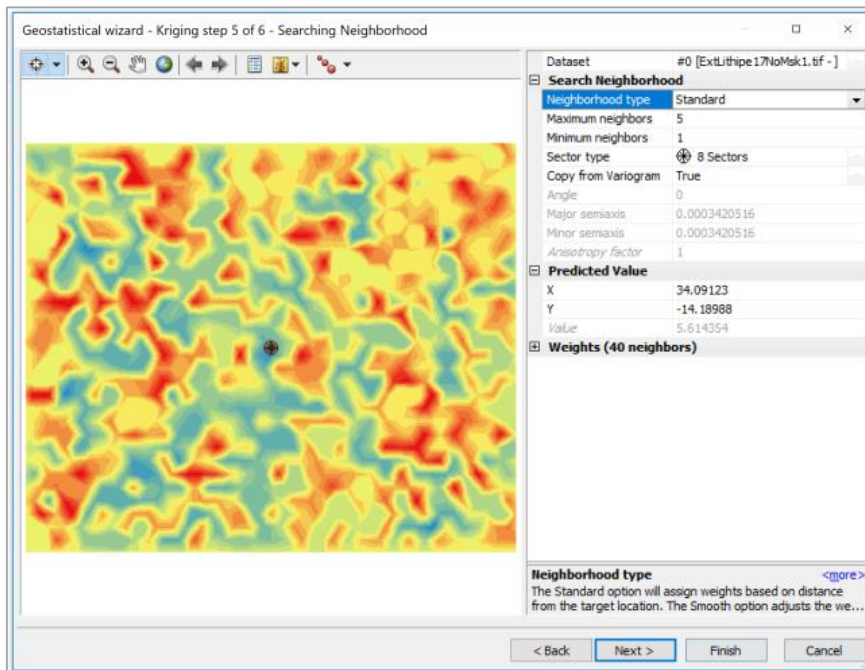 Geostatistical wizard - Kriging step 5 of 6 - Searching Neighborhood
Dataset #0 [ExtLithipe17NoMsk1.tif - ]
Search Neighborhood
Neighborhood type Standard
Maximum neighbors 5
Minimum neighbors 1
Sector type 8 Sectors
Copy from Variogram True
Angle 0
Major semiaxis 0.0003420516
Minor semiaxis 0.0003420516
Anisotropy factor 1
Predicted Value
X 34.09123
Y -14.18988
Value 5.614354
Weights (40 neighbors)
Neighborhood type <more>
The Standard option will assign weights based on distance
from the target location. The Smooth option adjusts the we...
< Back Next > Finish Cancel